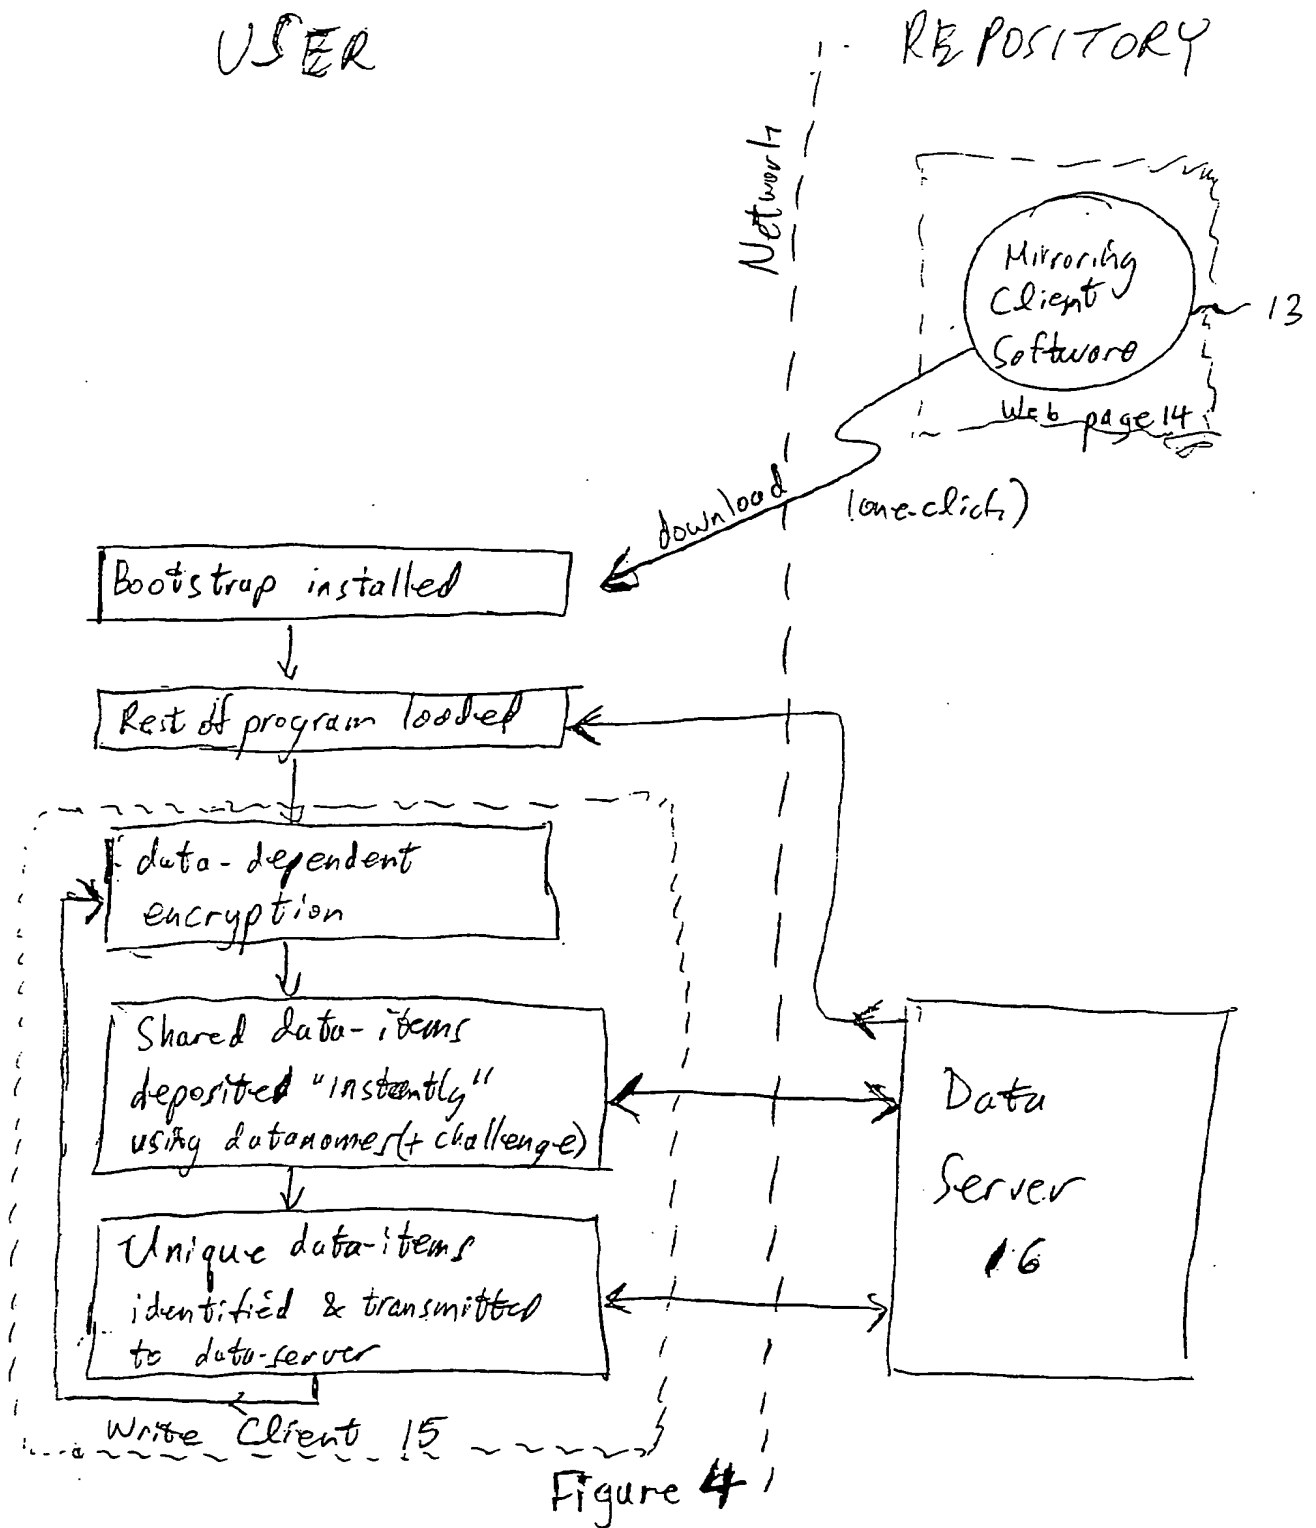 USER
REPOSITORY
Network
Mirroring
Client
Software
13
Web page 14
download
(one-click)
Bootstrap installed
Rest of program loaded
data-dependent
encryption
Shared data-items
deposited "instantly"
using datanames(+ challenge)
Unique data-items
identified & transmitted
to data-server
Write Client 15
Data
Server
16
Figure 4